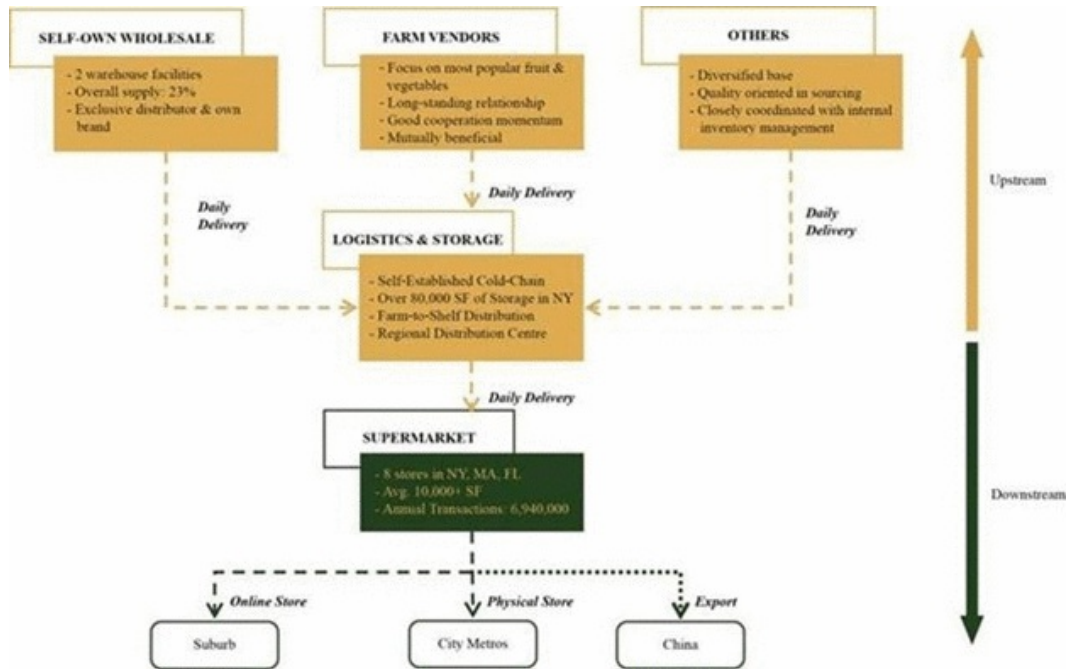 SELF-OWN WHOLESALE
- 2 warehouse facilities
- Overall supply: 23%
- Exclusive distributor & own
brand
FARM VENDORS
- Focus on most popular fruit &
vegetables
- Long-standing relationship
- Good cooperation momentum
- Mutually beneficial
OTHERS
- Diversified base
- Quality oriented in sourcing
- Closely coordinated with internal
inventory management
Upstream
Daily
Delivery
Daily Delivery
Daily
Delivery
LOGISTICS & STORAGE
- Self-Established Cold-Chain
- Over 80,000 SF of Storage in NY
- Farm-to-Shelf Distribution
- Regional Distribution Centre
Daily Delivery
SUPERMARKET
- 8 stores in NY, MA, FL
- Avg. 10,000+ SF
- Annual Transactions: 6,940,000
Downstream
Online Store
Physical Store
Export
Suburb
City Metros
China